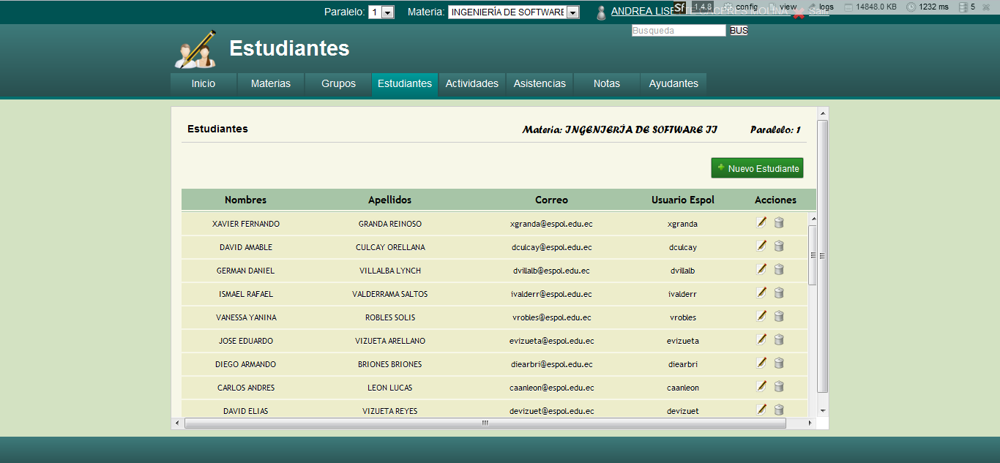 Paralelo: 1 Materia: INGENIERÍA DE SOFTWARE ANDREA LISETTE CACERES MOLINA Salir
Sf 1.4.8 config view logs 14848.0 KB 1232 ms 5
Busqueda BUS
Estudiantes
Inicio Materias Grupos Estudiantes Actividades Asistencias Notas Ayudantes
Estudiantes Materia: INGENIERÍA DE SOFTWARE II Paralelo: 1
Nuevo Estudiante
Nombres Apellidos Correo Usuario Espol Acciones
XAVIER FERNANDO GRANDA REINOSO xgranda@espol.edu.ec xgranda
DAVID AMABLE CULCAY ORELLANA dculcay@espol.edu.ec dculcay
GERMAN DANIEL VILLALBA LYNCH dvillalb@espol.edu.ec dvillalb
ISMAEL RAFAEL VALDERRAMA SALTOS ivalderr@espol.edu.ec ivalderr
VANESSA YANINA ROBLES SOLIS vrobles@espol.edu.ec vrobles
JOSE EDUARDO VIZUETA ARELLANO evizueta@espol.edu.ec evizueta
DIEGO ARMANDO BRIONES BRIONES diearbri@espol.edu.ec diearbri
CARLOS ANDRES LEON LUCAS caanleon@espol.edu.ec caanleon
DAVID ELIAS VIZUETA REYES devizuet@espol.edu.ec devizuet